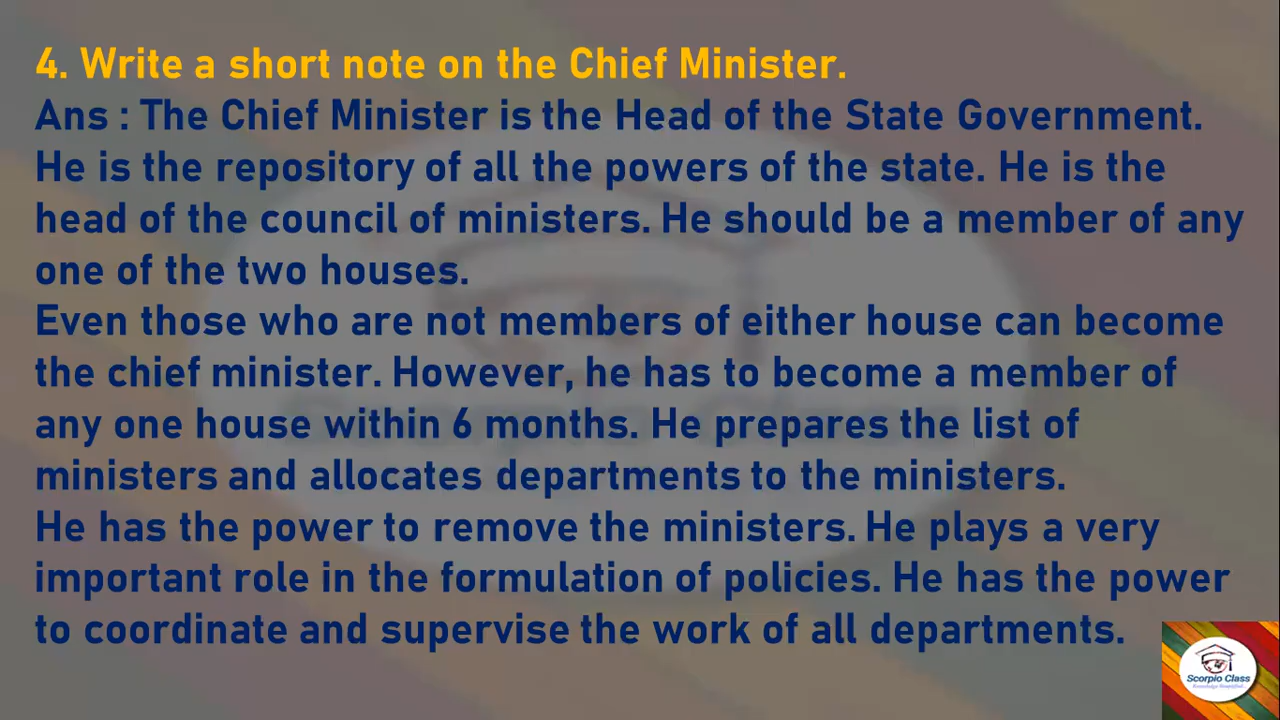 4. Write a short note on the Chief Minister.
Ans : The Chief Minister is the Head of the State Government.
He is the repository of all the powers of the state. He is the
head of the council of ministers. He should be a member of any
one of the two houses.
Even those who are not members of either house can become
the chief minister. However, he has to become a member of
any one house within 6 months. He prepares the list of
ministers and allocates departments to the ministers.
He has the power to remove the ministers. He plays a very
important role in the formulation of policies. He has the power
to coordinate and supervise the work of all departments.
Scorpio Class